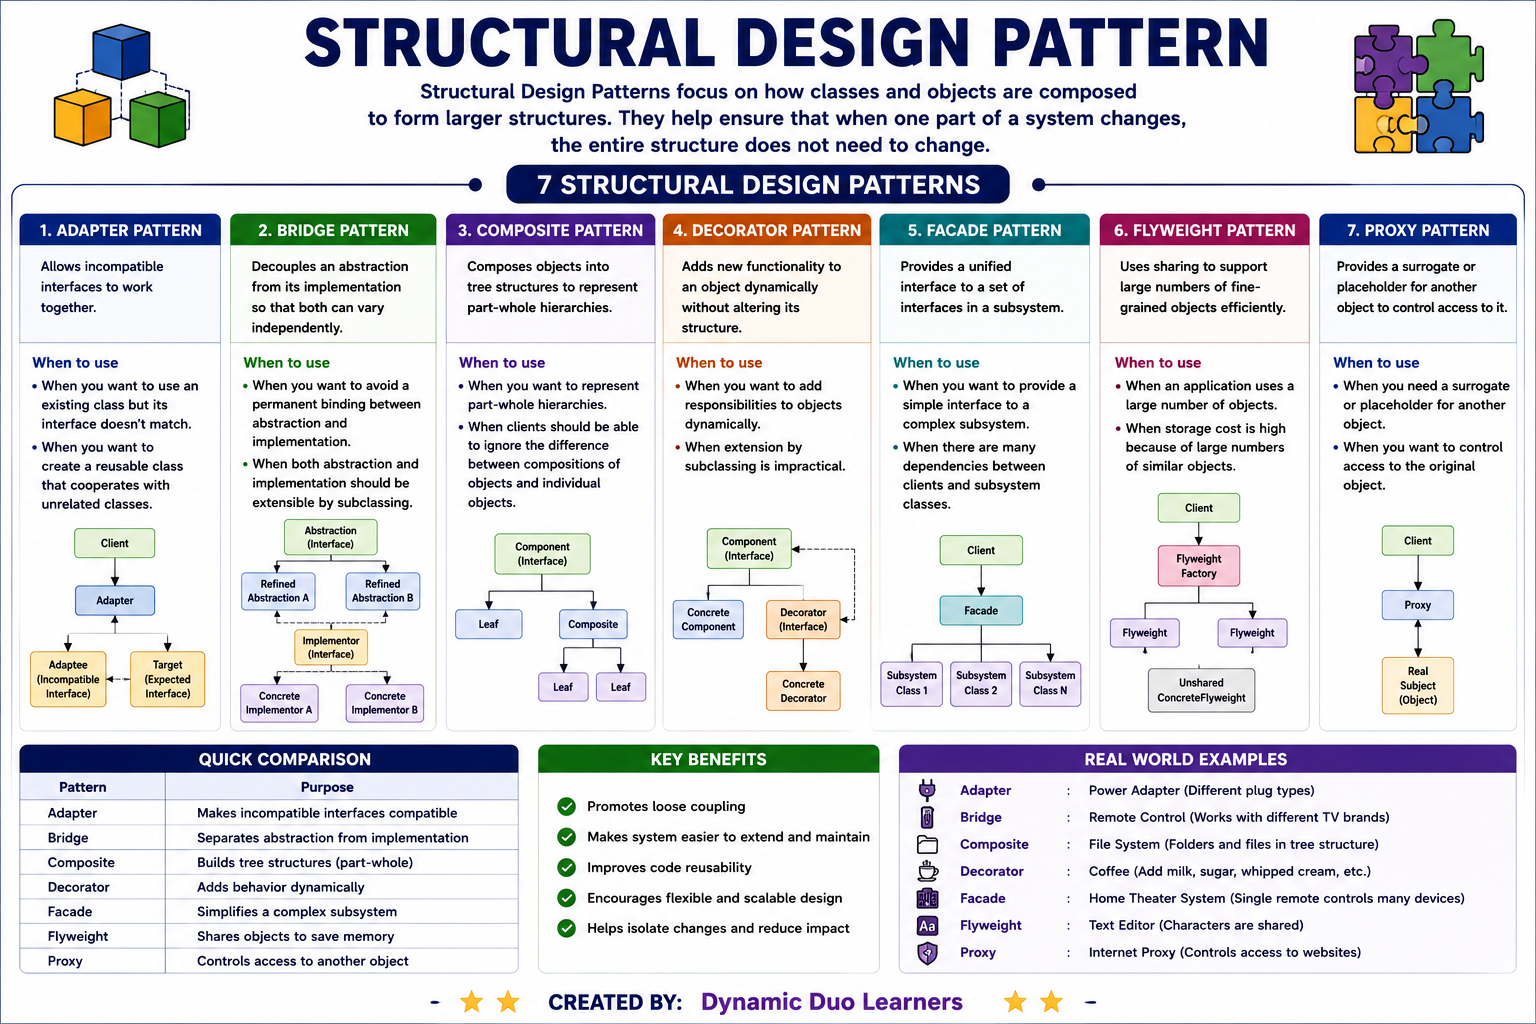 STRUCTURAL DESIGN PATTERN
Structural Design Patterns focus on how classes and objects are composed
to form larger structures. They help ensure that when one part of a system changes,
the entire structure does not need to change.
7 STRUCTURAL DESIGN PATTERNS
1. ADAPTER PATTERN
Allows incompatible
interfaces to work
together.
When to use
• When you want to use an
existing class but its
interface doesn't match.
• When you want to
create a reusable class
that cooperates with
unrelated classes.
Client
Adapter
Adaptee
(Incompatible
Interface)
Target
(Expected
Interface)
2. BRIDGE PATTERN
Decouples an abstraction
from its implementation
so that both can vary
independently.
When to use
• When you want to avoid a
permanent binding between
abstraction and
implementation.
• When both abstraction and
implementation should be
extensible by subclassing.
Abstraction
(Interface)
Refined
Abstraction A
Refined
Abstraction B
Implementor
(Interface)
Concrete
Implementor A
Concrete
Implementor B
3. COMPOSITE PATTERN
Composes objects into
tree structures to represent
part-whole hierarchies.
When to use
• When you want to represent
part-whole hierarchies.
• When clients should be able
to ignore the difference
between compositions of
objects and individual
objects.
Component
(Interface)
Leaf
Composite
Leaf
Leaf
4. DECORATOR PATTERN
Adds new functionality to
an object dynamically
without altering its
structure.
When to use
• When you want to add
responsibilities to objects
dynamically.
• When extension by
subclassing is impractical.
Component
(Interface)
Concrete
Component
Decorator
(Interface)
Concrete
Decorator
5. FACADE PATTERN
Provides a unified
interface to a set of
interfaces in a subsystem.
When to use
• When you want to provide a
simple interface to a
complex subsystem.
• When there are many
dependencies between
clients and subsystem
classes.
Client
Facade
Subsystem
Class 1
Subsystem
Class 2
Subsystem
Class N
6. FLYWEIGHT PATTERN
Uses sharing to support
large numbers of fine-
grained objects efficiently.
When to use
• When an application uses a
large number of objects.
• When storage cost is high
because of large numbers
of similar objects.
Client
Flyweight
Factory
Flyweight
Flyweight
Unshared
ConcreteFlyweight
7. PROXY PATTERN
Provides a surrogate or
placeholder for another
object to control access to it.
When to use
• When you need a surrogate
or placeholder for another
object.
• When you want to control
access to the original
object.
Client
Proxy
Real
Subject
(Object)
QUICK COMPARISON
Pattern Purpose
Adapter Makes incompatible interfaces compatible
Bridge Separates abstraction from implementation
Composite Builds tree structures (part-whole)
Decorator Adds behavior dynamically
Facade Simplifies a complex subsystem
Flyweight Shares objects to save memory
Proxy Controls access to another object
KEY BENEFITS
Promotes loose coupling
Makes system easier to extend and maintain
Improves code reusability
Encourages flexible and scalable design
Helps isolate changes and reduce impact
REAL WORLD EXAMPLES
Adapter : Power Adapter (Different plug types)
Bridge : Remote Control (Works with different TV brands)
Composite : File System (Folders and files in tree structure)
Decorator : Coffee (Add milk, sugar, whipped cream, etc.)
Facade : Home Theater System (Single remote controls many devices)
Aa Flyweight : Text Editor (Characters are shared)
Proxy : Internet Proxy (Controls access to websites)
- CREATED BY: Dynamic Duo Learners -